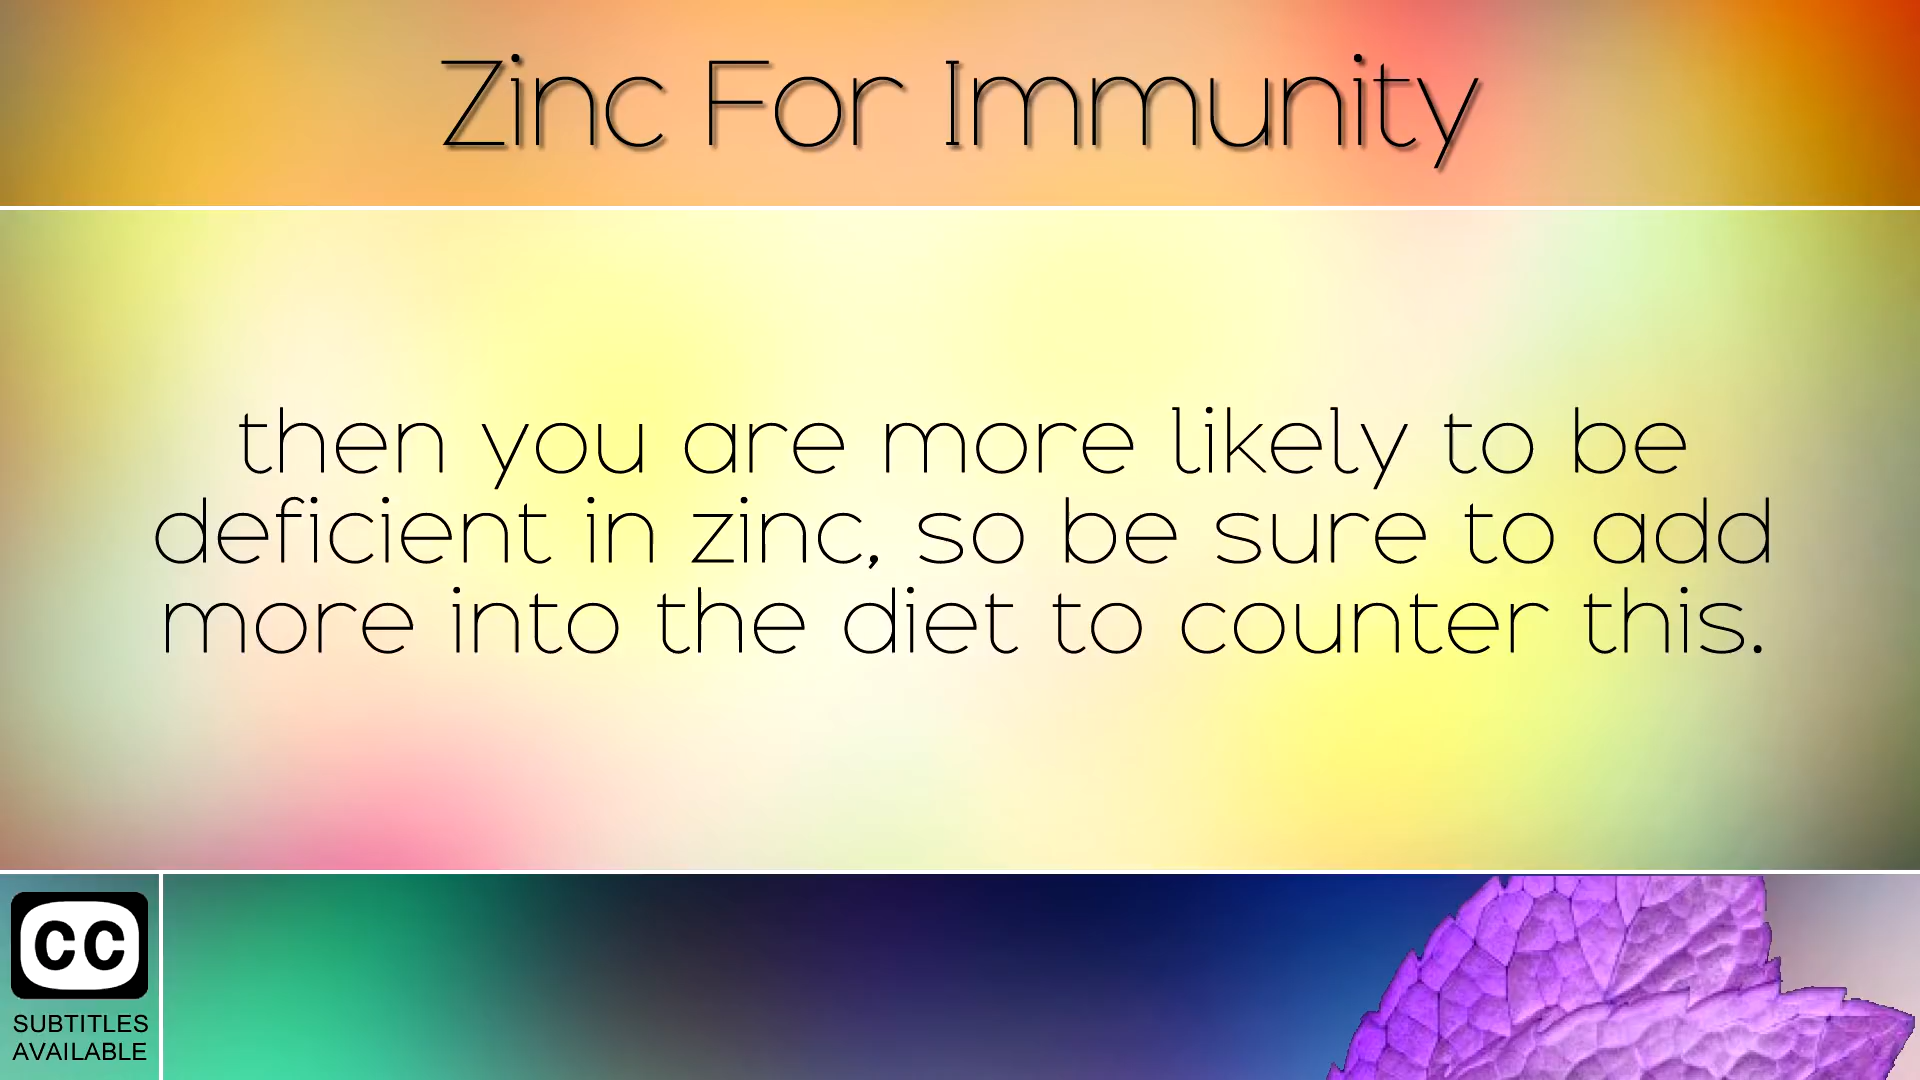 Zinc For Immunity
then you are more likely to be
deficient in zinc, so be sure to add
more into the diet to counter this.
CC
SUBTITLES
AVAILABLE